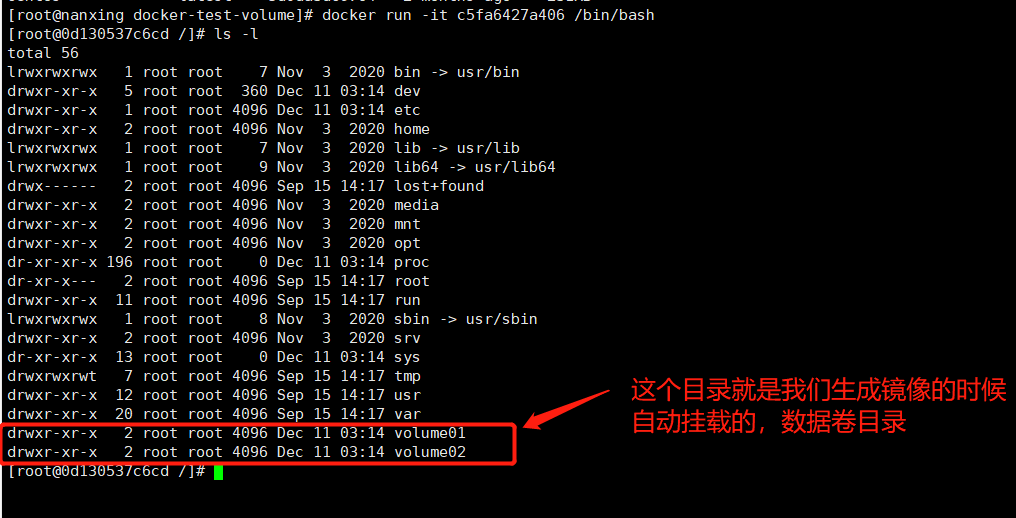 [root@nanxing docker-test-volume]# docker run -it c5fa6427a406 /bin/bash
[root@0d130537c6cd /]# ls -l
total 56
lrwxrwxrwx   1 root root    7 Nov  3  2020 bin -> usr/bin
drwxr-xr-x   5 root root  360 Dec 11 03:14 dev
drwxr-xr-x   1 root root 4096 Dec 11 03:14 etc
drwxr-xr-x   2 root root 4096 Nov  3  2020 home
lrwxrwxrwx   1 root root    7 Nov  3  2020 lib -> usr/lib
lrwxrwxrwx   1 root root    9 Nov  3  2020 lib64 -> usr/lib64
drwx------   2 root root 4096 Sep 15 14:17 lost+found
drwxr-xr-x   2 root root 4096 Nov  3  2020 media
drwxr-xr-x   2 root root 4096 Nov  3  2020 mnt
drwxr-xr-x   2 root root 4096 Nov  3  2020 opt
dr-xr-xr-x 196 root root    0 Dec 11 03:14 proc
dr-xr-x---   2 root root 4096 Sep 15 14:17 root
drwxr-xr-x  11 root root 4096 Sep 15 14:17 run
lrwxrwxrwx   1 root root    8 Nov  3  2020 sbin -> usr/sbin
drwxr-xr-x   2 root root 4096 Nov  3  2020 srv
dr-xr-xr-x  13 root root    0 Dec 11 03:14 sys
drwxrwxrwt   7 root root 4096 Sep 15 14:17 tmp
drwxr-xr-x  12 root root 4096 Sep 15 14:17 usr
drwxr-xr-x  20 root root 4096 Sep 15 14:17 var
drwxr-xr-x   2 root root 4096 Dec 11 03:14 volume01
drwxr-xr-x   2 root root 4096 Dec 11 03:14 volume02
[root@0d130537c6cd /]#
这个目录就是我们生成镜像的时候
自动挂载的，数据卷目录